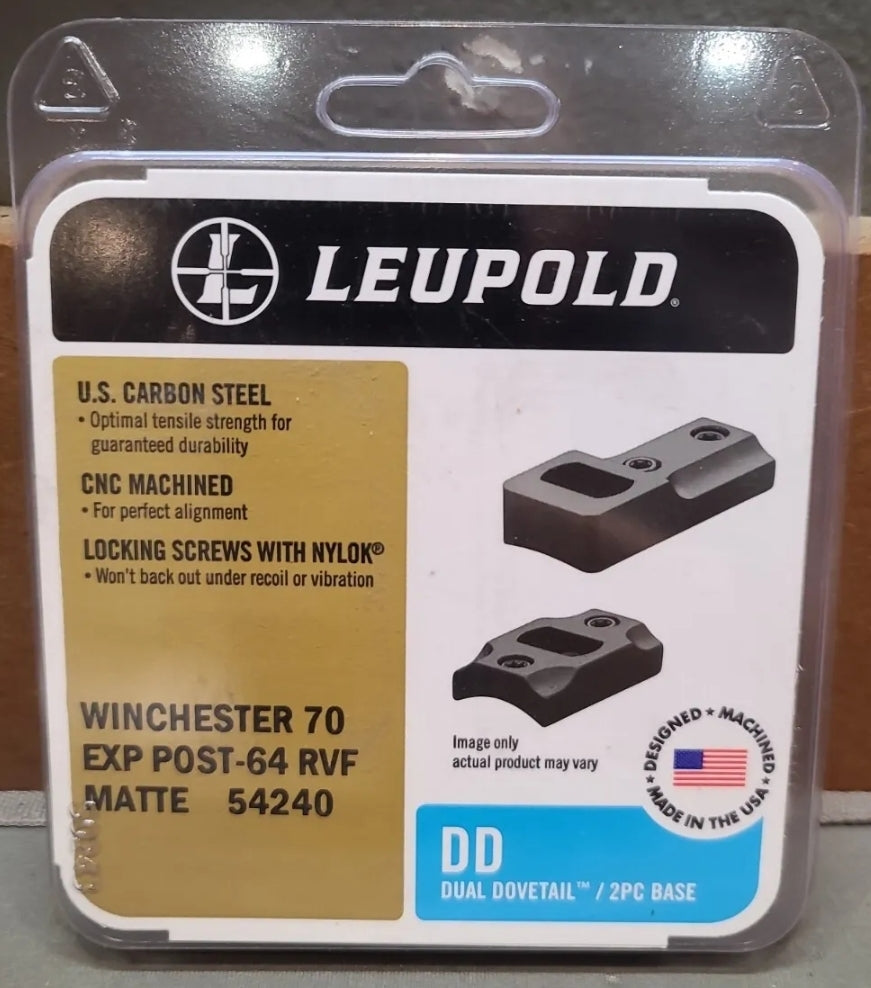 LEUPOLD®
U.S. CARBON STEEL
• Optimal tensile strength for
guaranteed durability
CNC MACHINED
• For perfect alignment
LOCKING SCREWS WITH NYLOK®
• Won't back out under recoil or vibration
WINCHESTER 70
EXP POST-64 RVF
MATTE 54240
Image only
actual product may vary
DESIGNED ★ MACHINED ★ MADE IN THE USA ★
DD
DUAL DOVETAIL™ / 2PC BASE